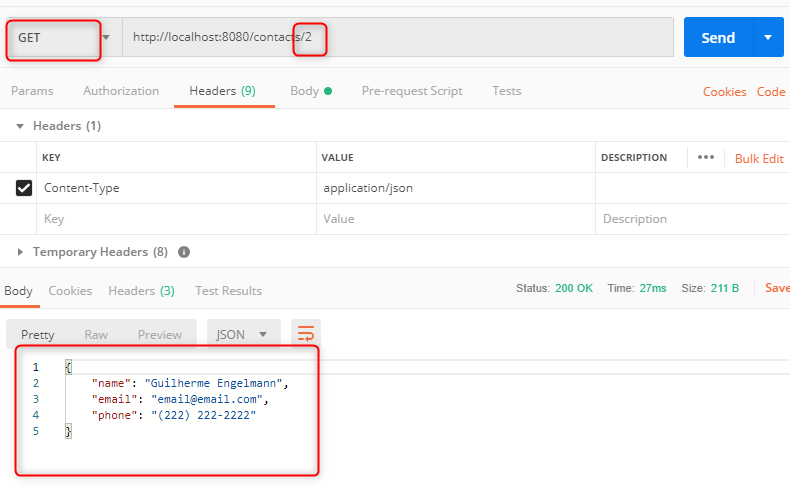 GET http://localhost:8080/contacts/2 Send
Params Authorization Headers (9) Body Pre-request Script Tests Cookies Code
Headers (1)
KEY VALUE DESCRIPTION ••• Bulk Edit
Content-Type application/json
Key Value Description
Temporary Headers (8) i
Body Cookies Headers (3) Test Results Status: 200 OK Time: 27ms Size: 211 B Save
Pretty Raw Preview JSON
1 {
2 "name": "Guilherme Engelmann",
3 "email": "email@email.com",
4 "phone": "(222) 222-2222"
5 }